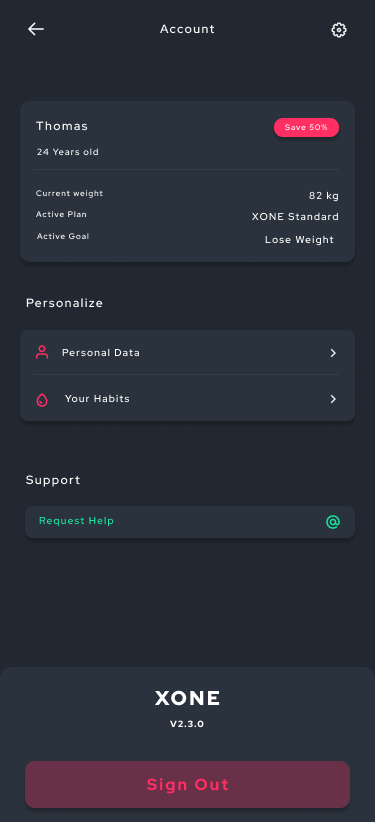 Account
Thomas
Save 50%
24 Years old
Current weight
82 kg
Active Plan
XONE Standard
Active Goal
Lose Weight
Personalize
Personal Data
Your Habits
Support
Request Help
XONE
V2.3.0
Sign Out